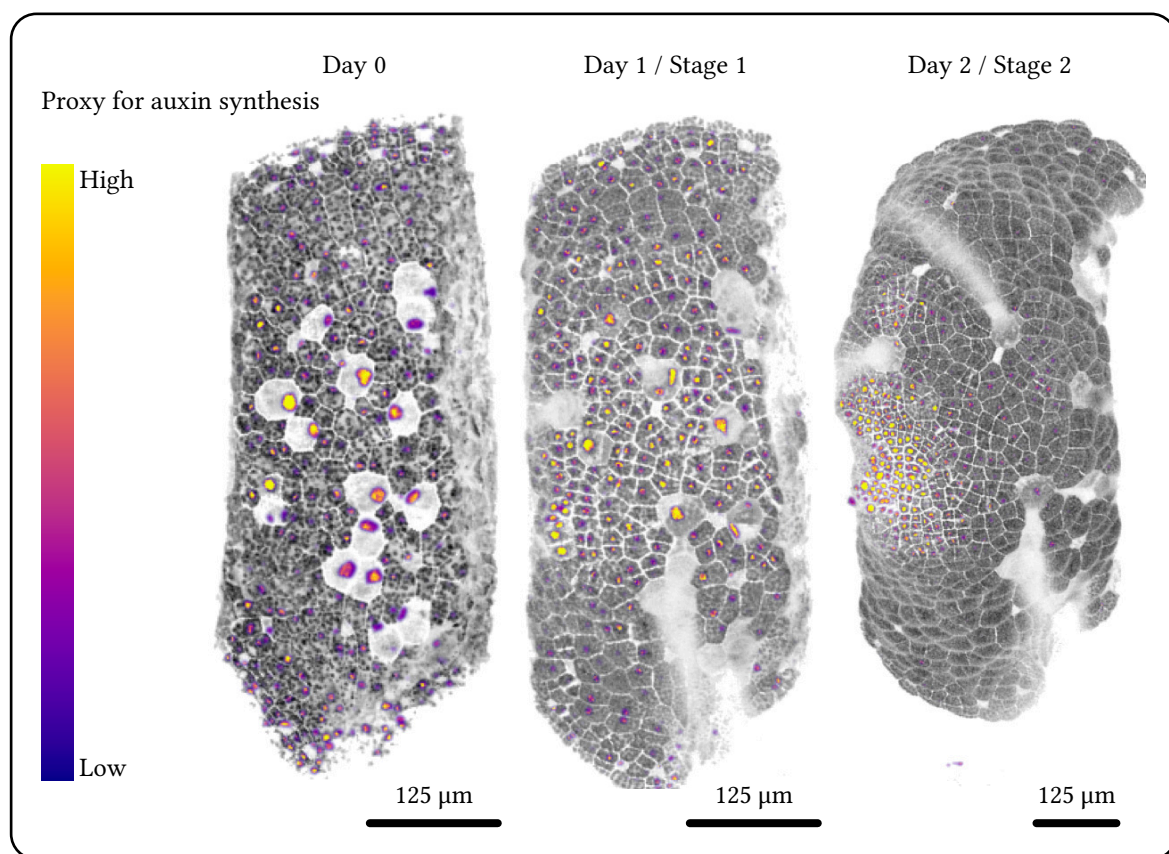 Day 0
Day 1 / Stage 1
Day 2 / Stage 2
Proxy for auxin synthesis
High
Low
125 µm
125 µm
125 µm